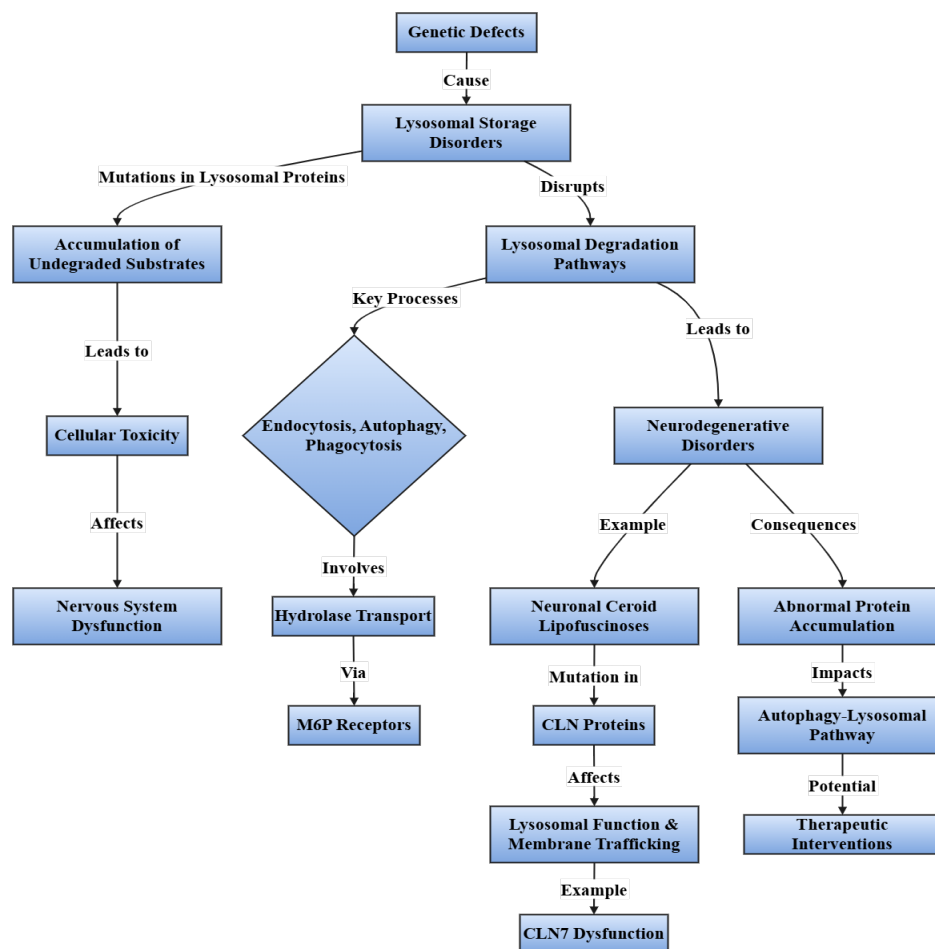 Genetic Defects
Cause
Lysosomal Storage
Disorders
Mutations in Lysosomal Proteins
Disrupts
Accumulation of
Undegraded Substrates
Lysosomal Degradation
Pathways
Key Processes
Leads to
Leads to
Endocytosis, Autophagy,
Phagocytosis
Cellular Toxicity
Neurodegenerative
Disorders
Affects
Example
Consequences
Involves
Nervous System
Dysfunction
Hydrolase Transport
Neuronal Ceroid
Lipofuscinoses
Abnormal Protein
Accumulation
Via
Mutation in
Impacts
M6P Receptors
CLN Proteins
Autophagy-Lysosomal
Pathway
Affects
Potential
Lysosomal Function &
Membrane Trafficking
Therapeutic
Interventions
Example
CLN7 Dysfunction